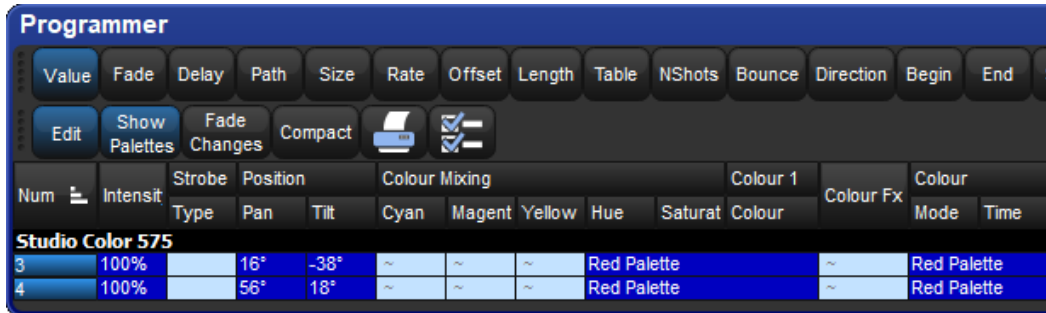 Programmer
Value Fade Delay Path Size Rate Offset Length Table NShots Bounce Direction Begin End
Edit Show Palettes Fade Changes Compact
Num Intensit Strobe Position Colour Mixing Colour 1 Colour Fx Colour
Type Pan Tilt Cyan Magent Yellow Hue Saturat Colour Mode Time
Studio Color 575
3 100% 16° -38° ~ ~ ~ Red Palette ~ Red Palette
4 100% 56° 18° ~ ~ ~ Red Palette ~ Red Palette